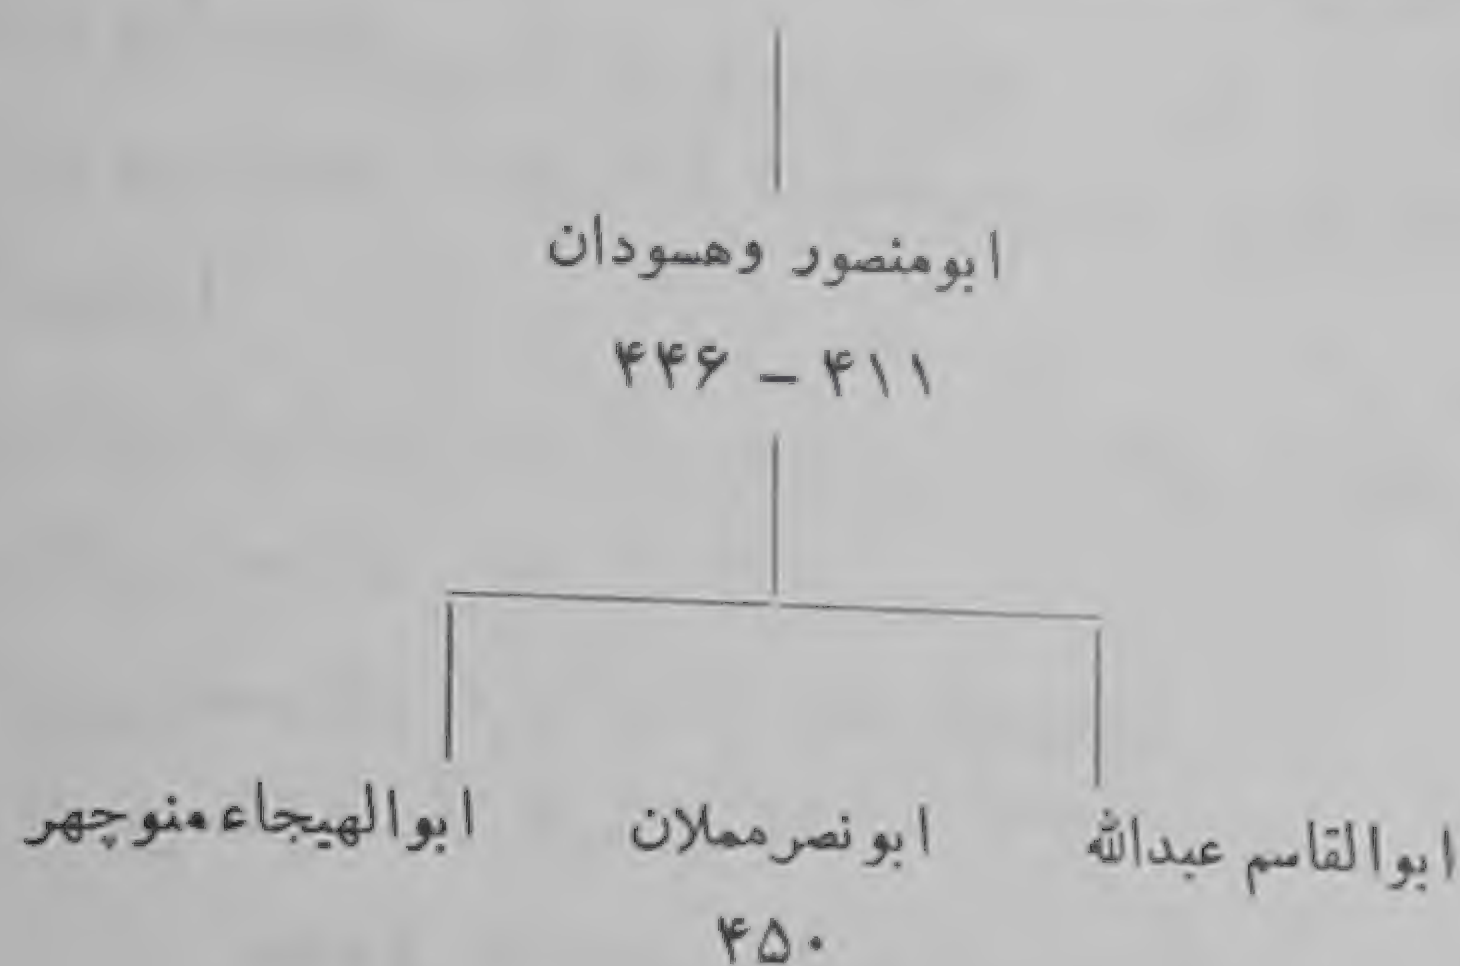 ابومنصور وهسودان
۴۱۱ – ۴۴۶
ابوالقاسم عبدالله
ابونصر مملان
ابوالهیجاء منوچهر
۴۵۰